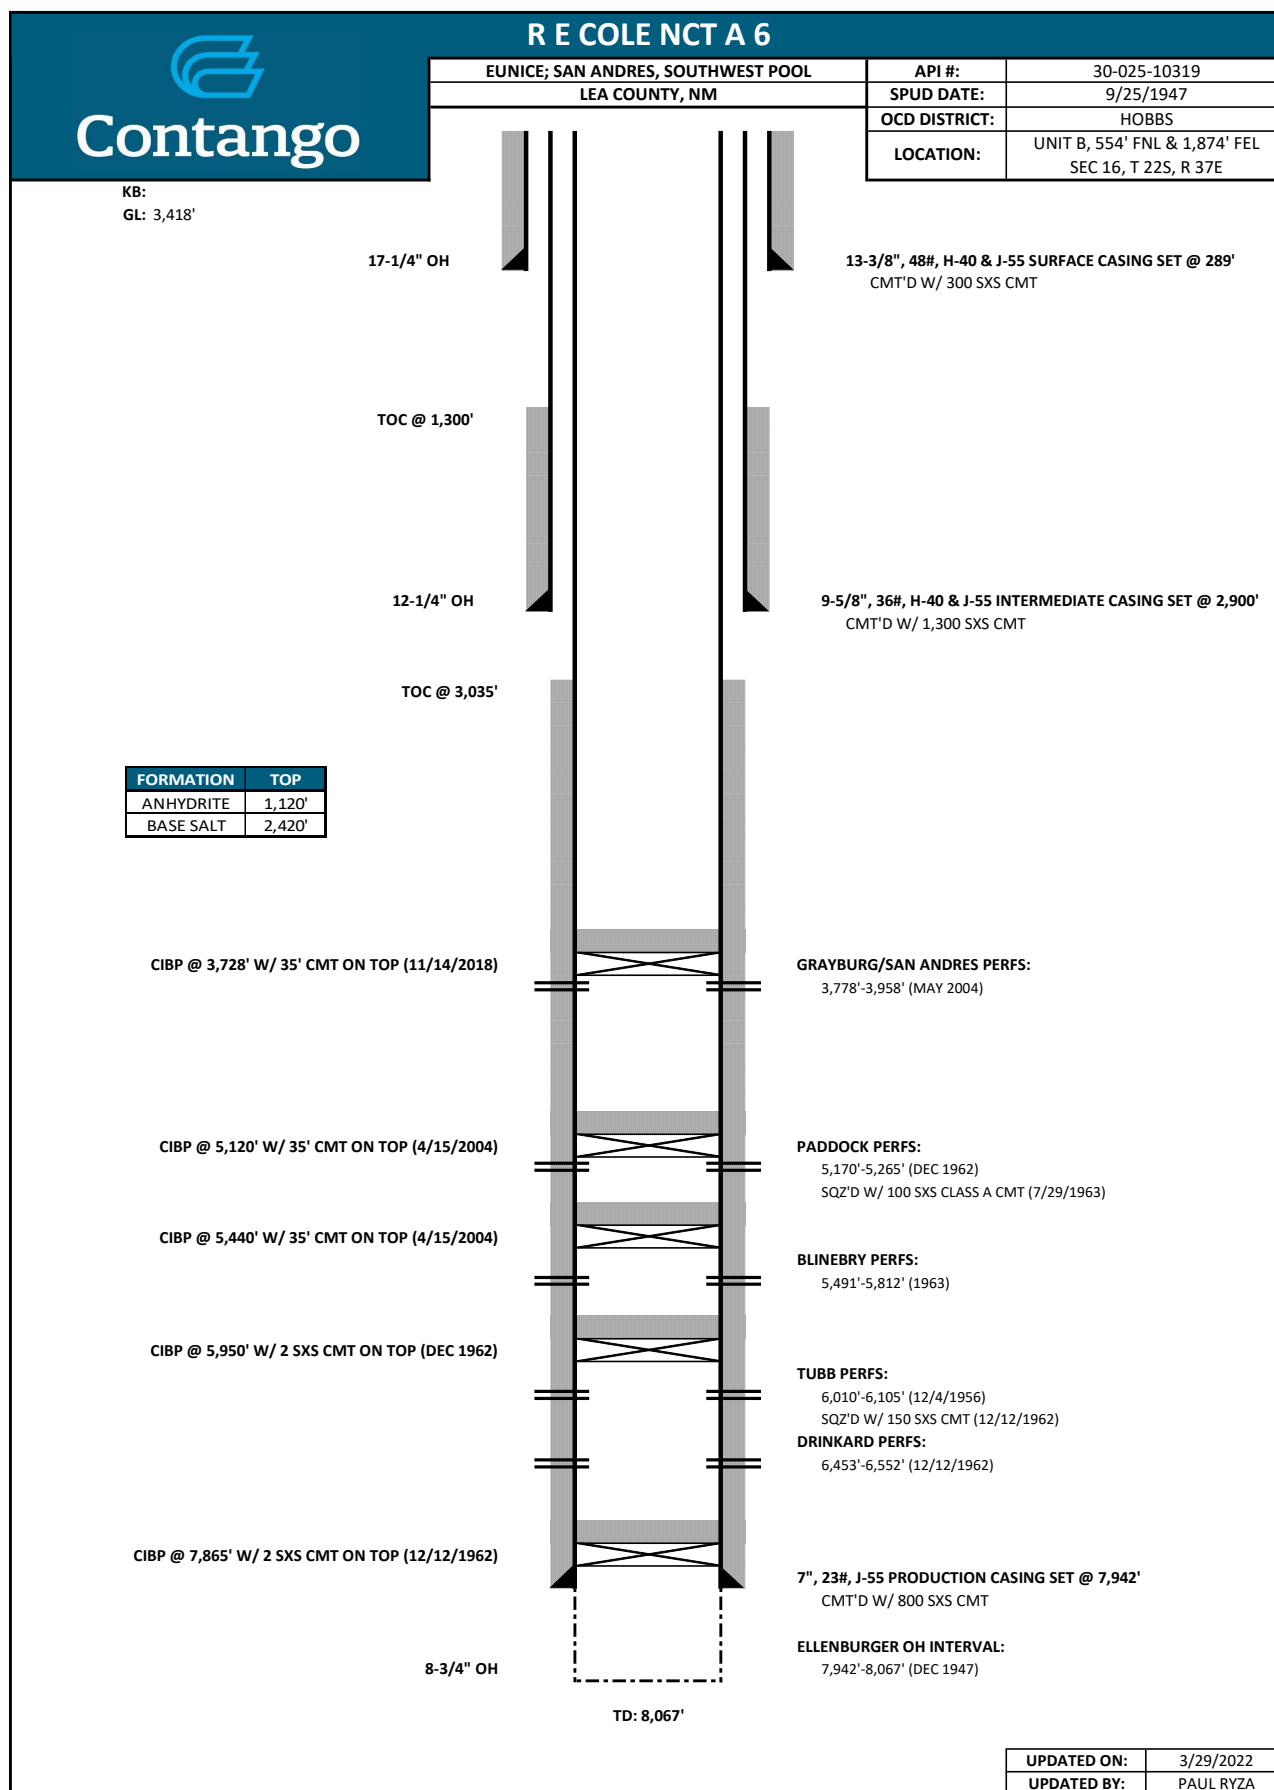 R E COLE NCT A 6
Contango
EUNICE; SAN ANDRES, SOUTHWEST POOL
LEA COUNTY, NM
API #: 30-025-10319
SPUD DATE: 9/25/1947
OCD DISTRICT: HOBBS
LOCATION: UNIT B, 554' FNL & 1,874' FEL
SEC 16, T 22S, R 37E
KB:
GL: 3,418'
17-1/4" OH
13-3/8", 48#, H-40 & J-55 SURFACE CASING SET @ 289'
CMT'D W/ 300 SXS CMT
TOC @ 1,300'
12-1/4" OH
9-5/8", 36#, H-40 & J-55 INTERMEDIATE CASING SET @ 2,900'
CMT'D W/ 1,300 SXS CMT
TOC @ 3,035'
FORMATION TOP
ANHYDRITE 1,120'
BASE SALT 2,420'
CIBP @ 3,728' W/ 35' CMT ON TOP (11/14/2018)
GRAYBURG/SAN ANDRES PERFS:
3,778'-3,958' (MAY 2004)
CIBP @ 5,120' W/ 35' CMT ON TOP (4/15/2004)
PADDOCK PERFS:
5,170'-5,265' (DEC 1962)
SQZ'D W/ 100 SXS CLASS A CMT (7/29/1963)
CIBP @ 5,440' W/ 35' CMT ON TOP (4/15/2004)
BLINEBRY PERFS:
5,491'-5,812' (1963)
CIBP @ 5,950' W/ 2 SXS CMT ON TOP (DEC 1962)
TUBB PERFS:
6,010'-6,105' (12/4/1956)
SQZ'D W/ 150 SXS CMT (12/12/1962)
DRINKARD PERFS:
6,453'-6,552' (12/12/1962)
CIBP @ 7,865' W/ 2 SXS CMT ON TOP (12/12/1962)
7", 23#, J-55 PRODUCTION CASING SET @ 7,942'
CMT'D W/ 800 SXS CMT
ELLENBURGER OH INTERVAL:
8-3/4" OH
7,942'-8,067' (DEC 1947)
TD: 8,067'
UPDATED ON: 3/29/2022
UPDATED BY: PAUL RYZA